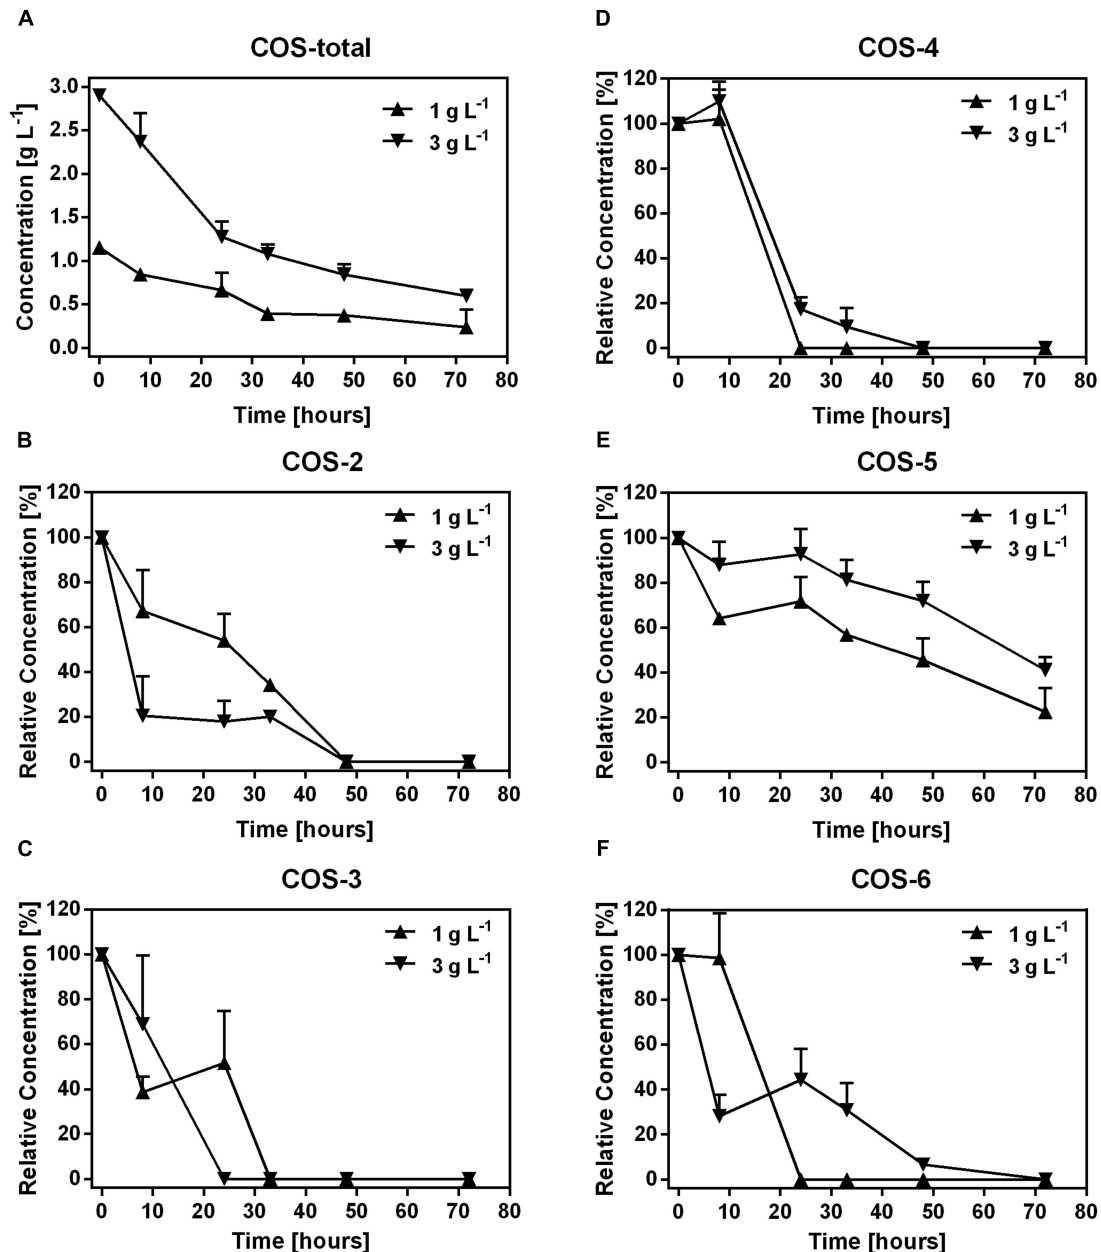 A
COS-total
Concentration [g L-1]
3.0
2.5
2.0
1.5
1.0
0.5
0.0
1 g L-1
3 g L-1
0 10 20 30 40 50 60 70 80
Time [hours]
B
COS-2
Relative Concentration [%]
120
100
80
60
40
20
0
1 g L-1
3 g L-1
0 10 20 30 40 50 60 70 80
Time [hours]
C
COS-3
Relative Concentration [%]
120
100
80
60
40
20
0
1 g L-1
3 g L-1
0 10 20 30 40 50 60 70 80
Time [hours]
D
COS-4
Relative Concentration [%]
120
100
80
60
40
20
0
1 g L-1
3 g L-1
0 10 20 30 40 50 60 70 80
Time [hours]
E
COS-5
Relative Concentration [%]
120
100
80
60
40
20
0
1 g L-1
3 g L-1
0 10 20 30 40 50 60 70 80
Time [hours]
F
COS-6
Relative Concentration [%]
120
100
80
60
40
20
0
1 g L-1
3 g L-1
0 10 20 30 40 50 60 70 80
Time [hours]